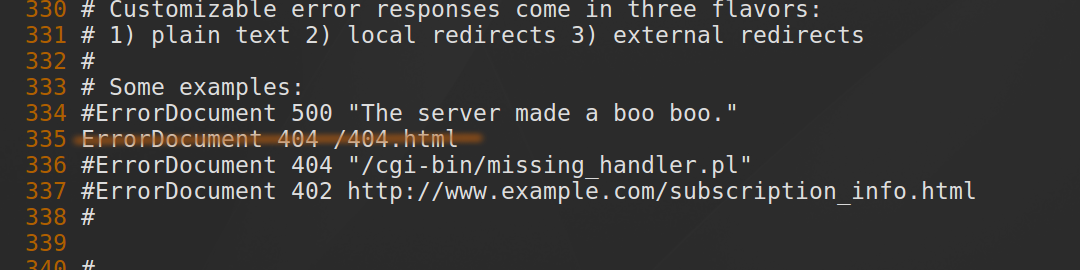 330 # Customizable error responses come in three flavors:
331 # 1) plain text 2) local redirects 3) external redirects
332 #
333 # Some examples:
334 #ErrorDocument 500 "The server made a boo boo."
335 ErrorDocument 404 /404.html
336 #ErrorDocument 404 "/cgi-bin/missing_handler.pl"
337 #ErrorDocument 402 http://www.example.com/subscription_info.html
338 #
339
340 #